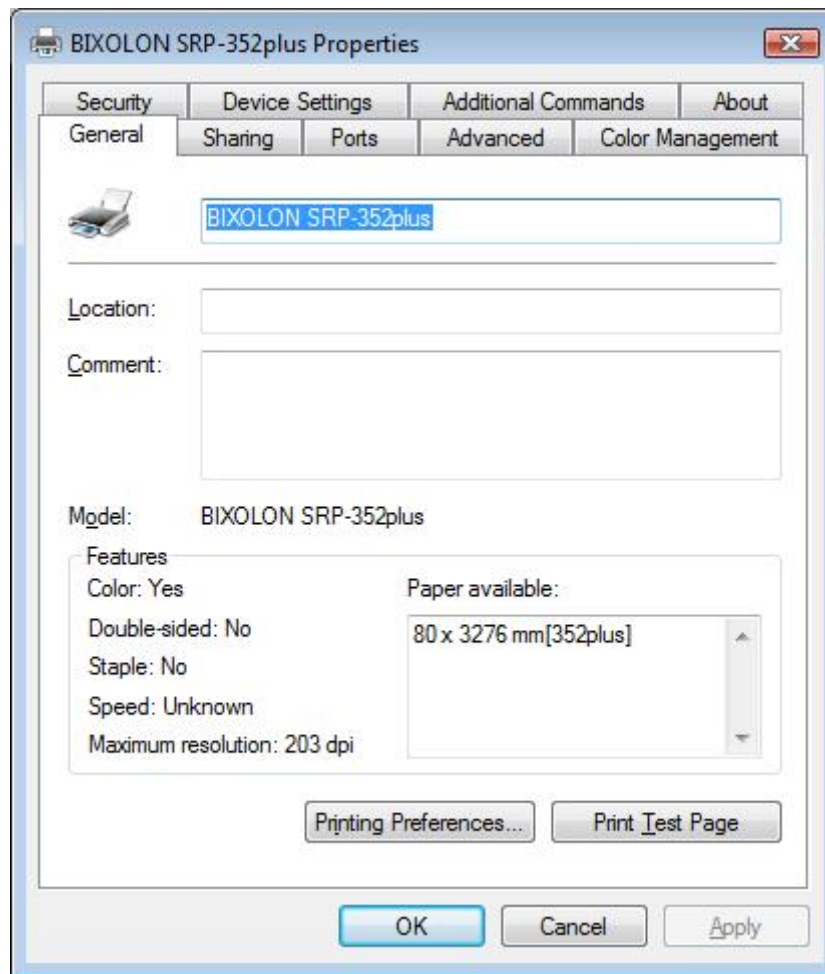 BIXOLON SRP-352plus Properties
Security Device Settings Additional Commands About
General Sharing Ports Advanced Color Management
BIXOLON SRP-352plus
Location:
Comment:
Model: BIXOLON SRP-352plus
Features
Color: Yes Paper available:
Double-sided: No 80 x 3276 mm[352plus]
Staple: No
Speed: Unknown
Maximum resolution: 203 dpi
Printing Preferences... Print Test Page
OK Cancel Apply